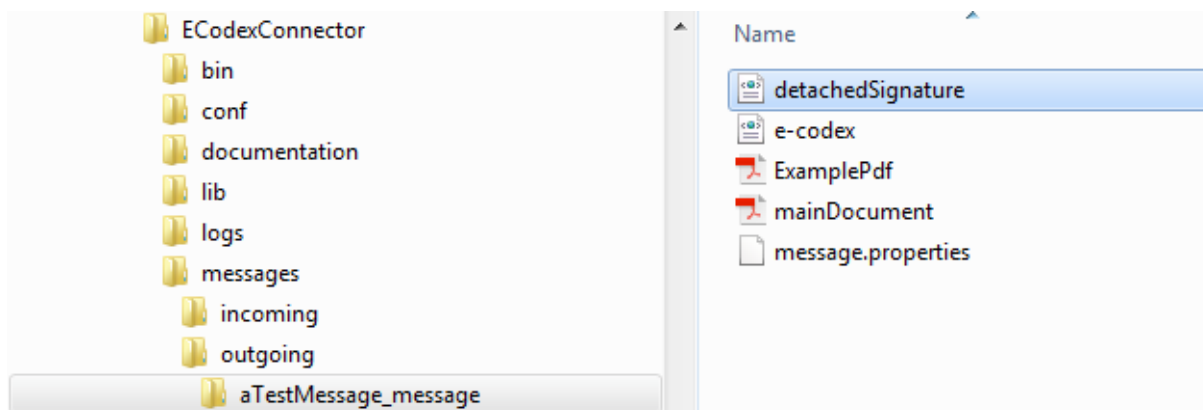 ECodexConnector
bin
conf
documentation
lib
logs
messages
incoming
outgoing
aTestMessage_message
Name
detachedSignature
e-codex
ExamplePdf
mainDocument
message.properties